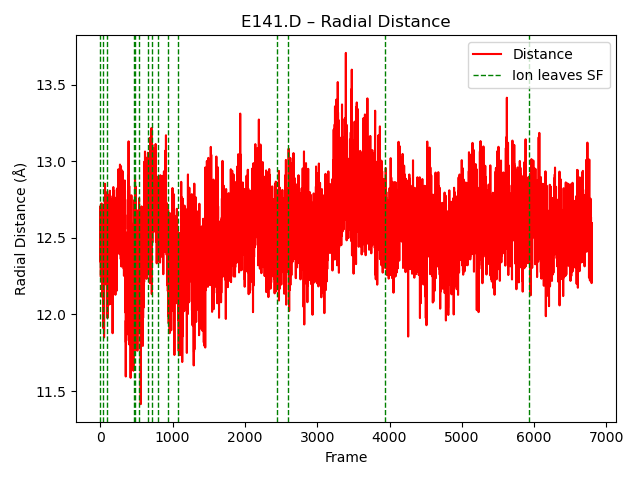 E141.D – Radial Distance
Distance
Ion leaves SF
Radial Distance (Å)
13.5
13.0
12.5
12.0
11.5
0 1000 2000 3000 4000 5000 6000 7000
Frame